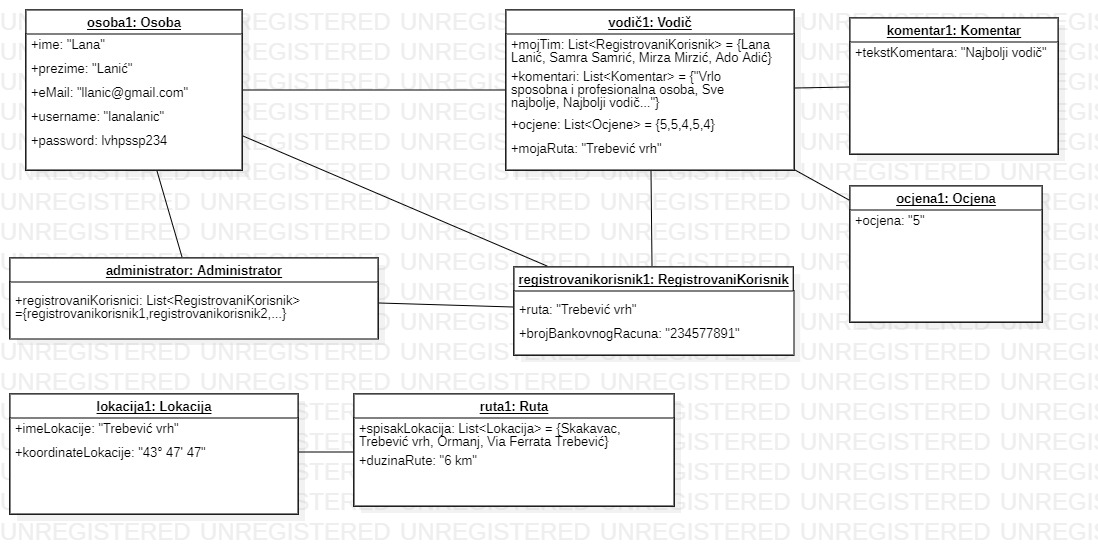 osoba1: Osoba
+ime: "Lana"
+prezime: "Lanić"
+eMail: "llanic@gmail.com"
+username: "lanalanic"
+password: lvhpssp234
vodič1: Vodič
+mojTim: List<RegistrovaniKorisnik> = {Lana
Lanić, Samra Samrić, Mirza Mirzić, Ado Adić}
+komentari: List<Komentar> = {"Vrlo
sposobna i profesionalna osoba, Sve
najbolje, Najbolji vodič..."}
+ocjene: List<Ocjene> = {5,5,4,5,4}
+mojaRuta: "Trebević vrh"
komentar1: Komentar
+tekstKomentara: "Najbolji vodič"
ocjena1: Ocjena
+ocjena: "5"
administrator: Administrator
+registrovaniKorisnici: List<RegistrovaniKorisnik>
={registrovanikorisnik1,registrovanikorisnik2,...}
registrovanikorisnik1: RegistrovaniKorisnik
+ruta: "Trebević vrh"
+brojBankovnogRacuna: "234577891"
lokacija1: Lokacija
+imeLokacije: "Trebević vrh"
+koordinateLokacije: "43° 47' 47"
ruta1: Ruta
+spisakLokacija: List<Lokacija> = {Skakavac,
Trebević vrh, Ormanj, Via Ferrata Trebević}
+duzinaRute: "6 km"
UNREGISTERED